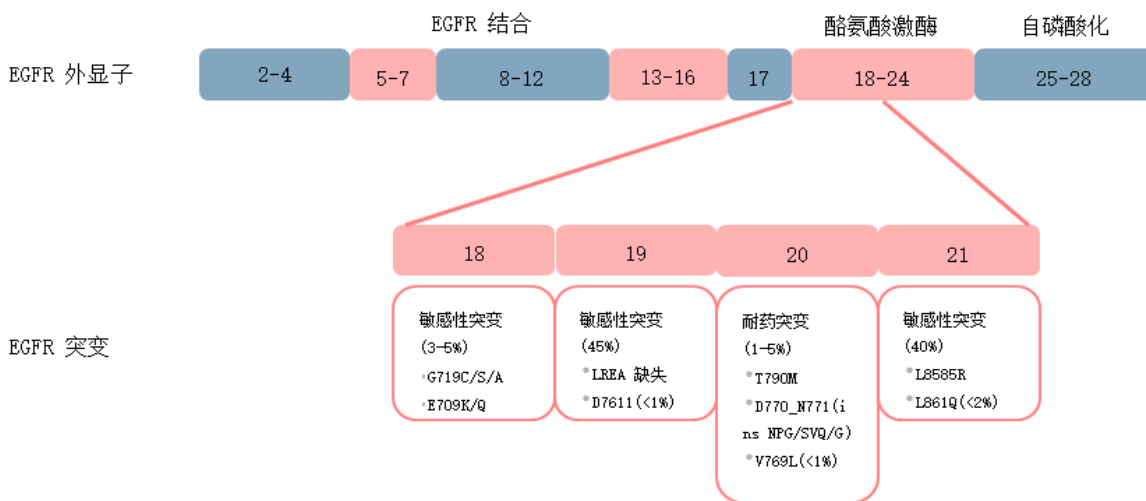 EGFR 结合
酪氨酸激酶
自磷酸化
EGFR 外显子
2-4
5-7
8-12
13-16
17
18-24
25-28
18
19
20
21
EGFR 突变
敏感性突变
(3-5%)
·G719C/S/A
·E709K/Q
敏感性突变
(45%)
•LREA 缺失
•D7611(<1%)
耐药突变
(1-5%)
•T790M
•D770_N771(i
ns NPG/SVQ/G)
•V769L(<1%)
敏感性突变
(40%)
•L8585R
•L861Q(<2%)